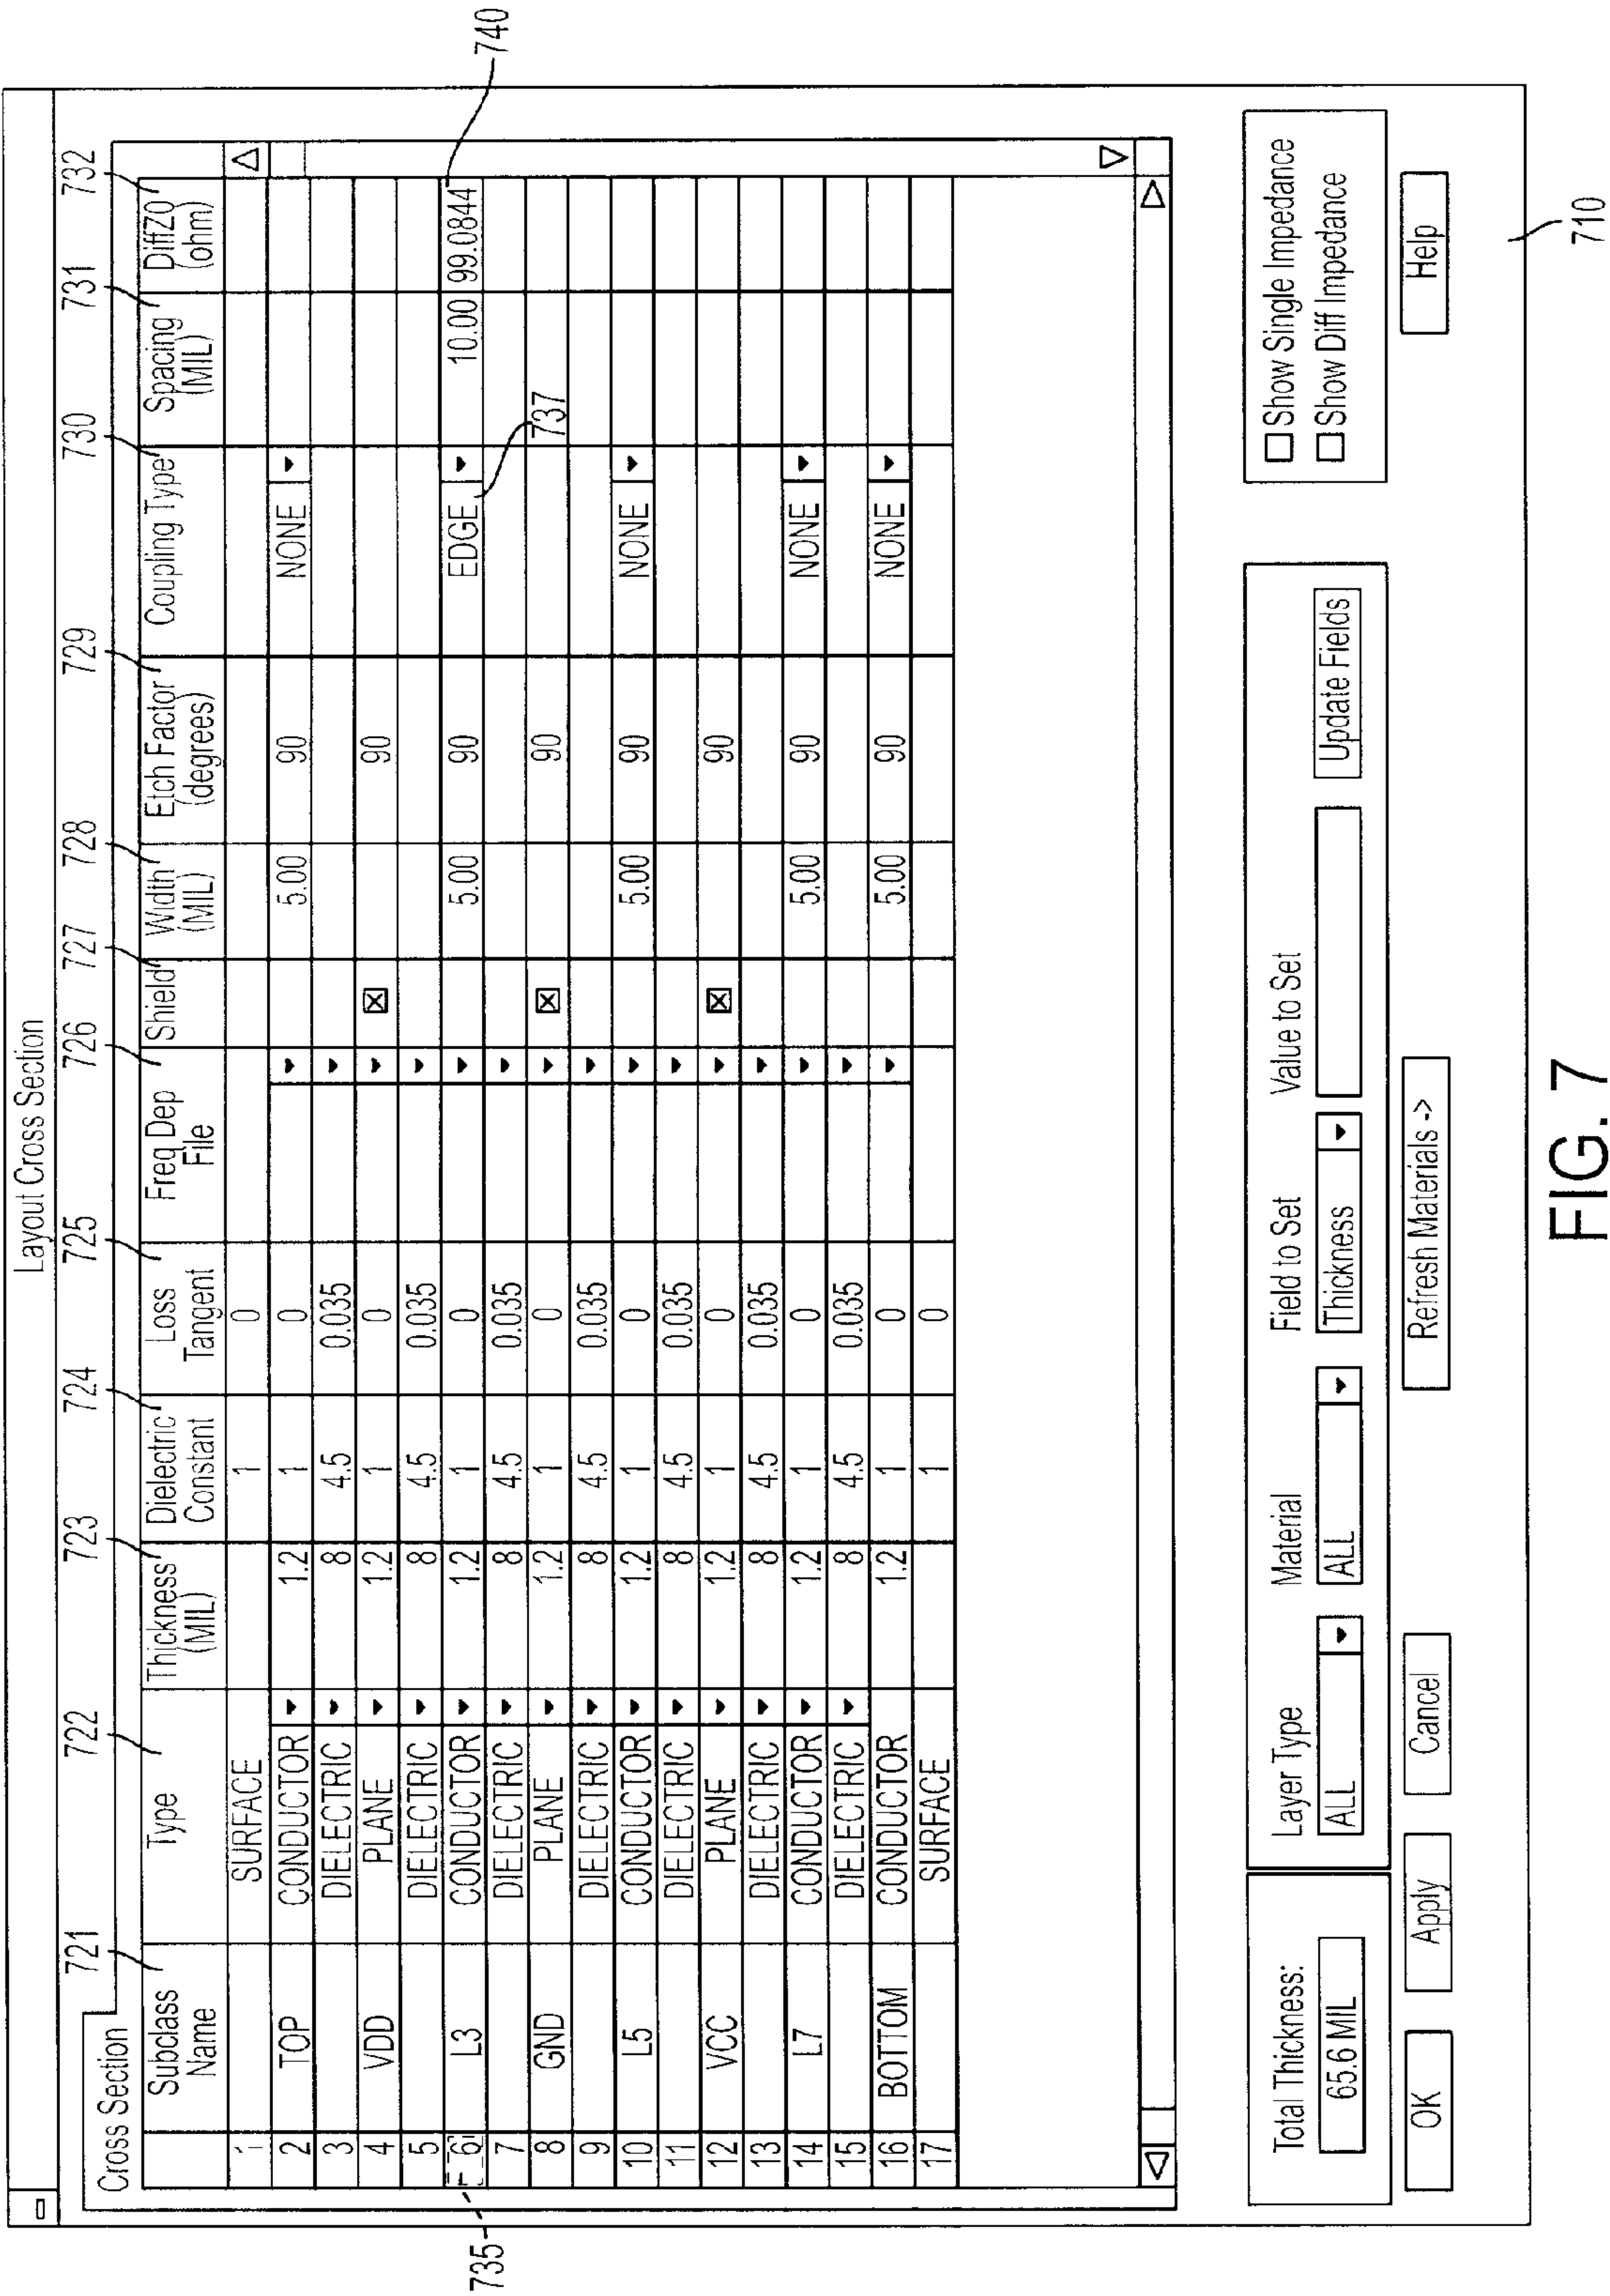 Layout Cross Section
Cross Section
721 722 723 724 725 726 727 728 729 730 731 732
Subclass Name Type Thickness (MIL) Dielectric Constant Loss Tangent Freq Dep File Shield Width (MIL) Etch Factor (degrees) Coupling Type Spacing (MIL) DiffZ0 (ohm)
1 SURFACE 1 0
2 TOP CONDUCTOR 1.2 1 0 5.00 90 NONE
3 DIELECTRIC 8 4.5 0.035
4 VDD PLANE 1.2 1 0 90
5 DIELECTRIC 8 4.5 0.035
6 L3 CONDUCTOR 1.2 1 0 5.00 90 EDGE 10.00 99.0844
7 DIELECTRIC 8 4.5 0.035
8 GND PLANE 1.2 1 0 90
9 DIELECTRIC 8 4.5 0.035
10 L5 CONDUCTOR 1.2 1 0 5.00 90 NONE
11 DIELECTRIC 8 4.5 0.035
12 VCC PLANE 1.2 1 0 90
13 DIELECTRIC 8 4.5 0.035
14 L7 CONDUCTOR 1.2 1 0 5.00 90 NONE
15 DIELECTRIC 8 4.5 0.035
16 BOTTOM CONDUCTOR 1.2 1 0 5.00 90 NONE
17 SURFACE 1 0
735
737
740
Total Thickness:
65.6 MIL
Layer Type Material Field to Set Value to Set
ALL ALL Thickness Update Fields
Show Single Impedance
Show Diff Impedance
OK Apply Cancel Refresh Materials -> Help
710
FIG. 7